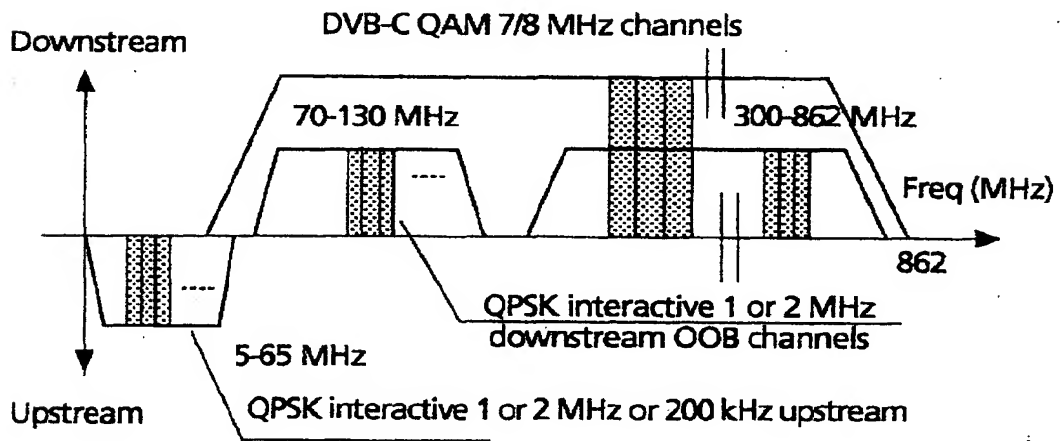 DVB-C QAM 7/8 MHz channels
Downstream
70-130 MHz
300-862 MHz
Freq (MHz)
862
QPSK interactive 1 or 2 MHz
downstream OOB channels
5-65 MHz
QPSK interactive 1 or 2 MHz or 200 kHz upstream
Upstream